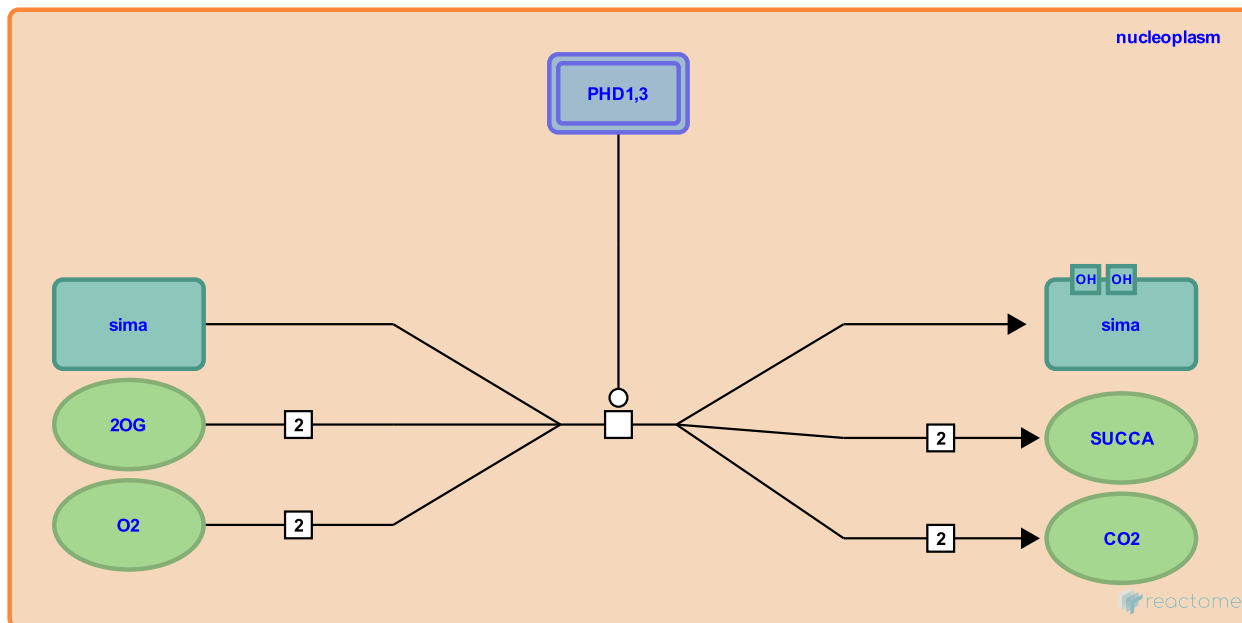 nucleoplasm
PHD1,3
OH OH
sima
sima
2OG
2
2
SUCCA
O2
2
2
CO2
reactome